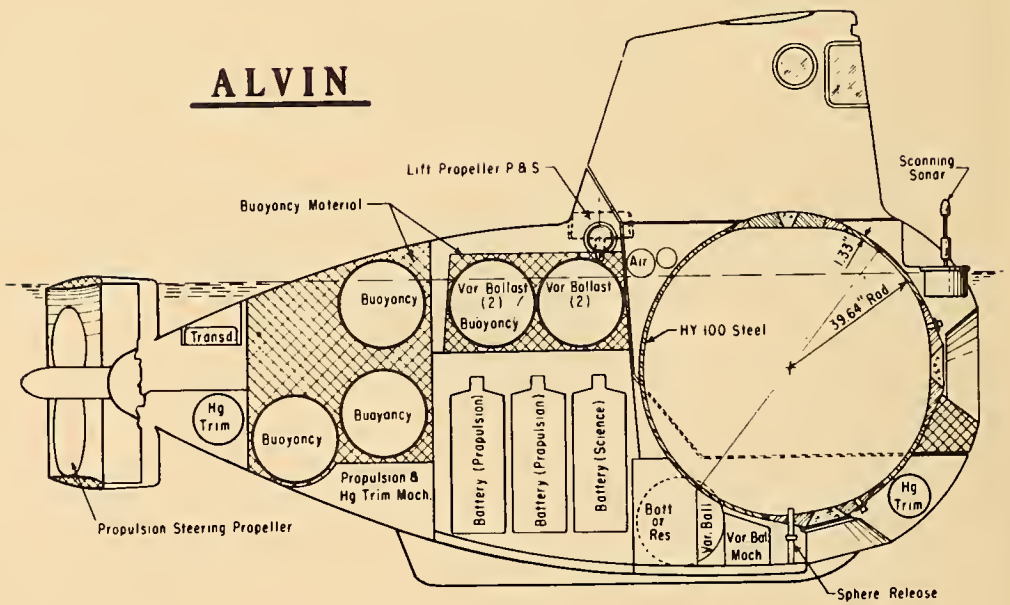 ALVIN
Lift Propeller P & S
Scanning
Sonar
Buoyancy Material
Air
1.33"
39.64" Rad
HY 100 Steel
Buoyancy
Var Ballast
(2)
Buoyancy
Var Ballast
(2)
Transd.
Hg
Trim
Buoyancy
Buoyancy
Propulsion &
Hg Trim Mach.
Battery (Propulsion)
Battery (Propulsion)
Battery (Science)
Batt
or
Res
Var. Ball
Var Bal
Mach
Hg
Trim
Propulsion Steering Propeller
Sphere Release